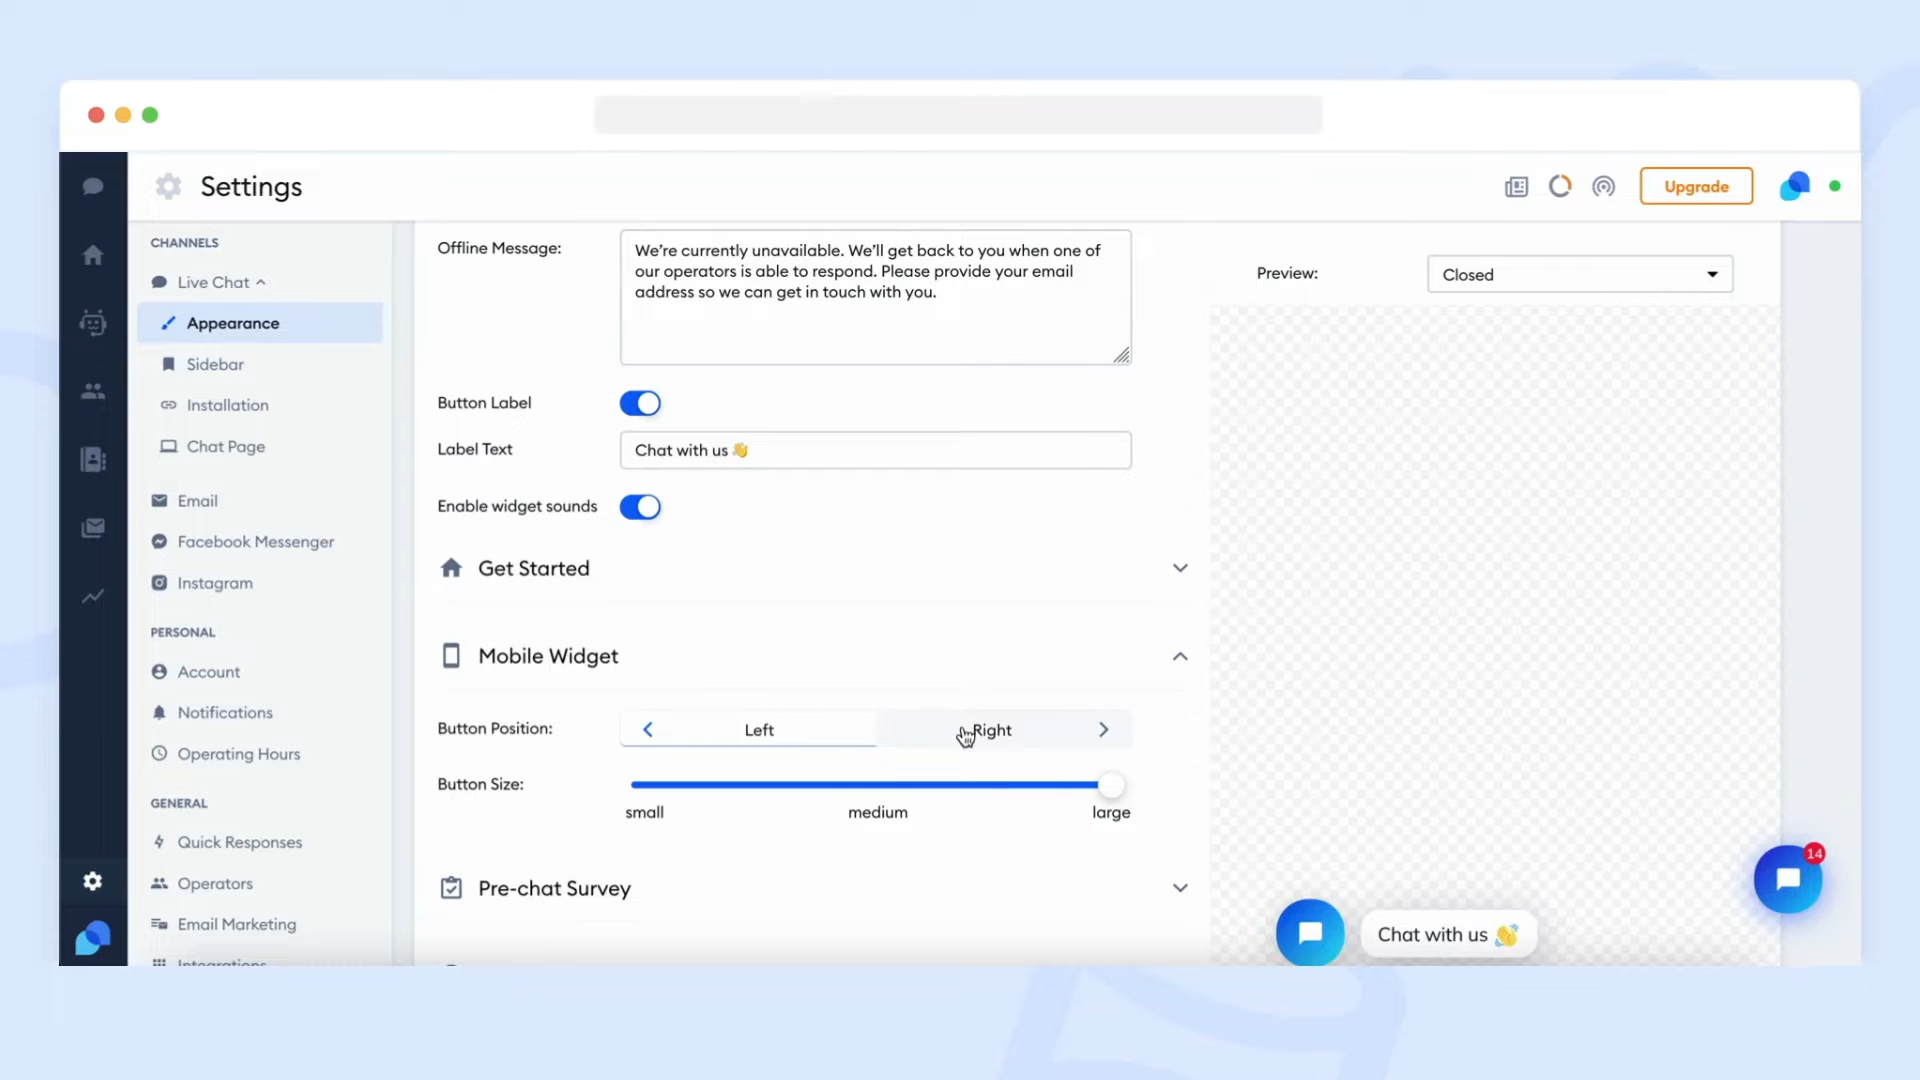 Settings
Upgrade
CHANNELS
Live Chat
Appearance
Sidebar
Installation
Chat Page
Email
Facebook Messenger
Instagram
PERSONAL
Account
Notifications
Operating Hours
GENERAL
Quick Responses
Operators
Email Marketing
Integrations
Offline Message:
We’re currently unavailable. We’ll get back to you when one of
our operators is able to respond. Please provide your email
address so we can get in touch with you.
Button Label
Label Text
Chat with us 👋
Enable widget sounds
Get Started
Mobile Widget
Button Position:
Left
Right
Button Size:
small
medium
large
Pre-chat Survey
Preview:
Closed
Chat with us 👋
14